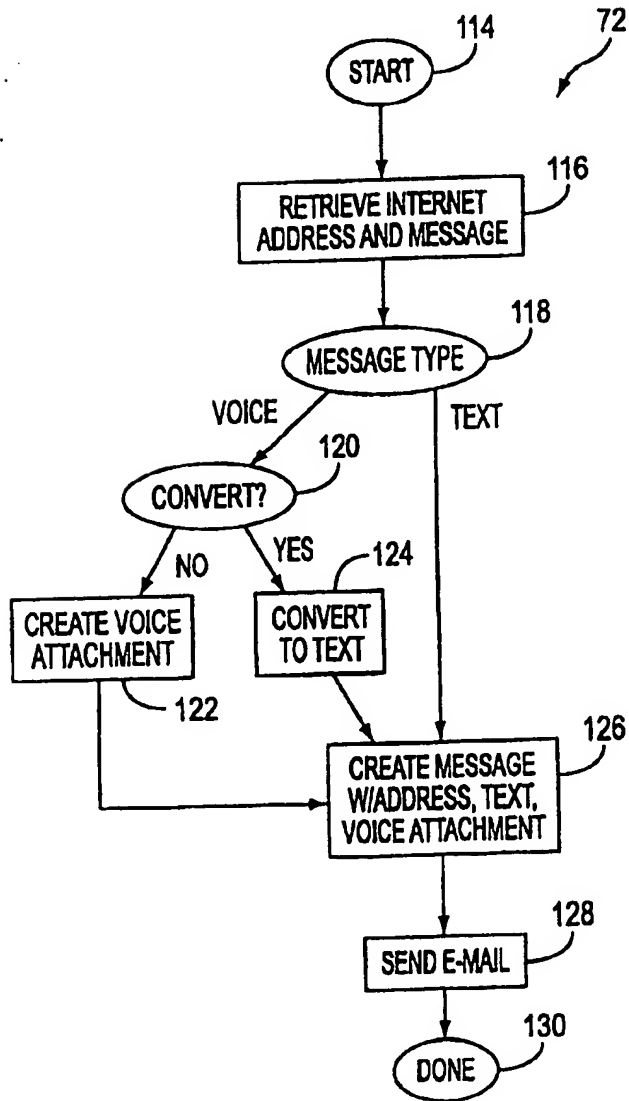 72
114
START
116
RETRIEVE INTERNET
ADDRESS AND MESSAGE
118
MESSAGE TYPE
VOICE
TEXT
120
CONVERT?
NO
YES
124
CREATE VOICE
ATTACHMENT
CONVERT
TO TEXT
122
126
CREATE MESSAGE
W/ADDRESS, TEXT,
VOICE ATTACHMENT
128
SEND E-MAIL
130
DONE